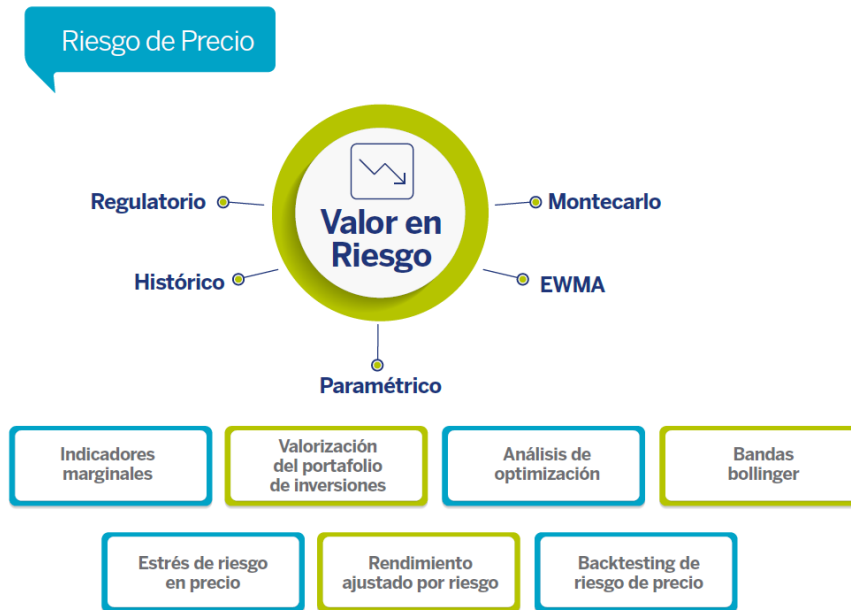 Riesgo de Precio
Valor en
Riesgo
Regulatorio
Montecarlo
Histórico
EWMA
Paramétrico
Indicadores
marginales
Valorización
del portafolio
de inversiones
Análisis de
optimización
Bandas
bollinger
Estrés de riesgo
en precio
Rendimiento
ajustado por riesgo
Backtesting de
riesgo de precio